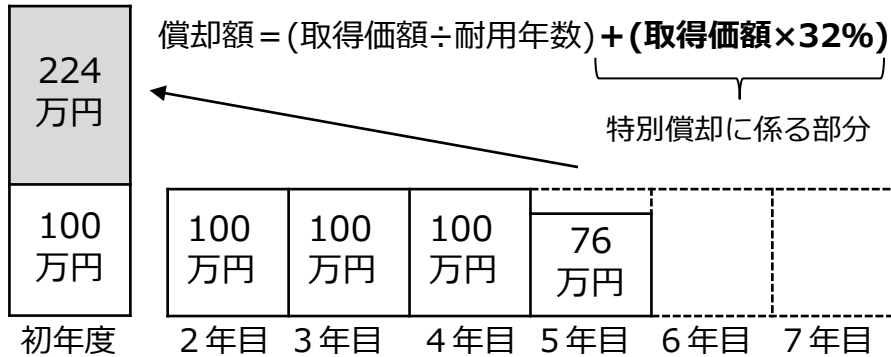 償却額＝(取得価額÷耐用年数)＋(取得価額×32%)
特別償却に係る部分
224
万円
100
万円
100
万円
100
万円
100
万円
76
万円
初年度
２年目
３年目
４年目
５年目
６年目
７年目